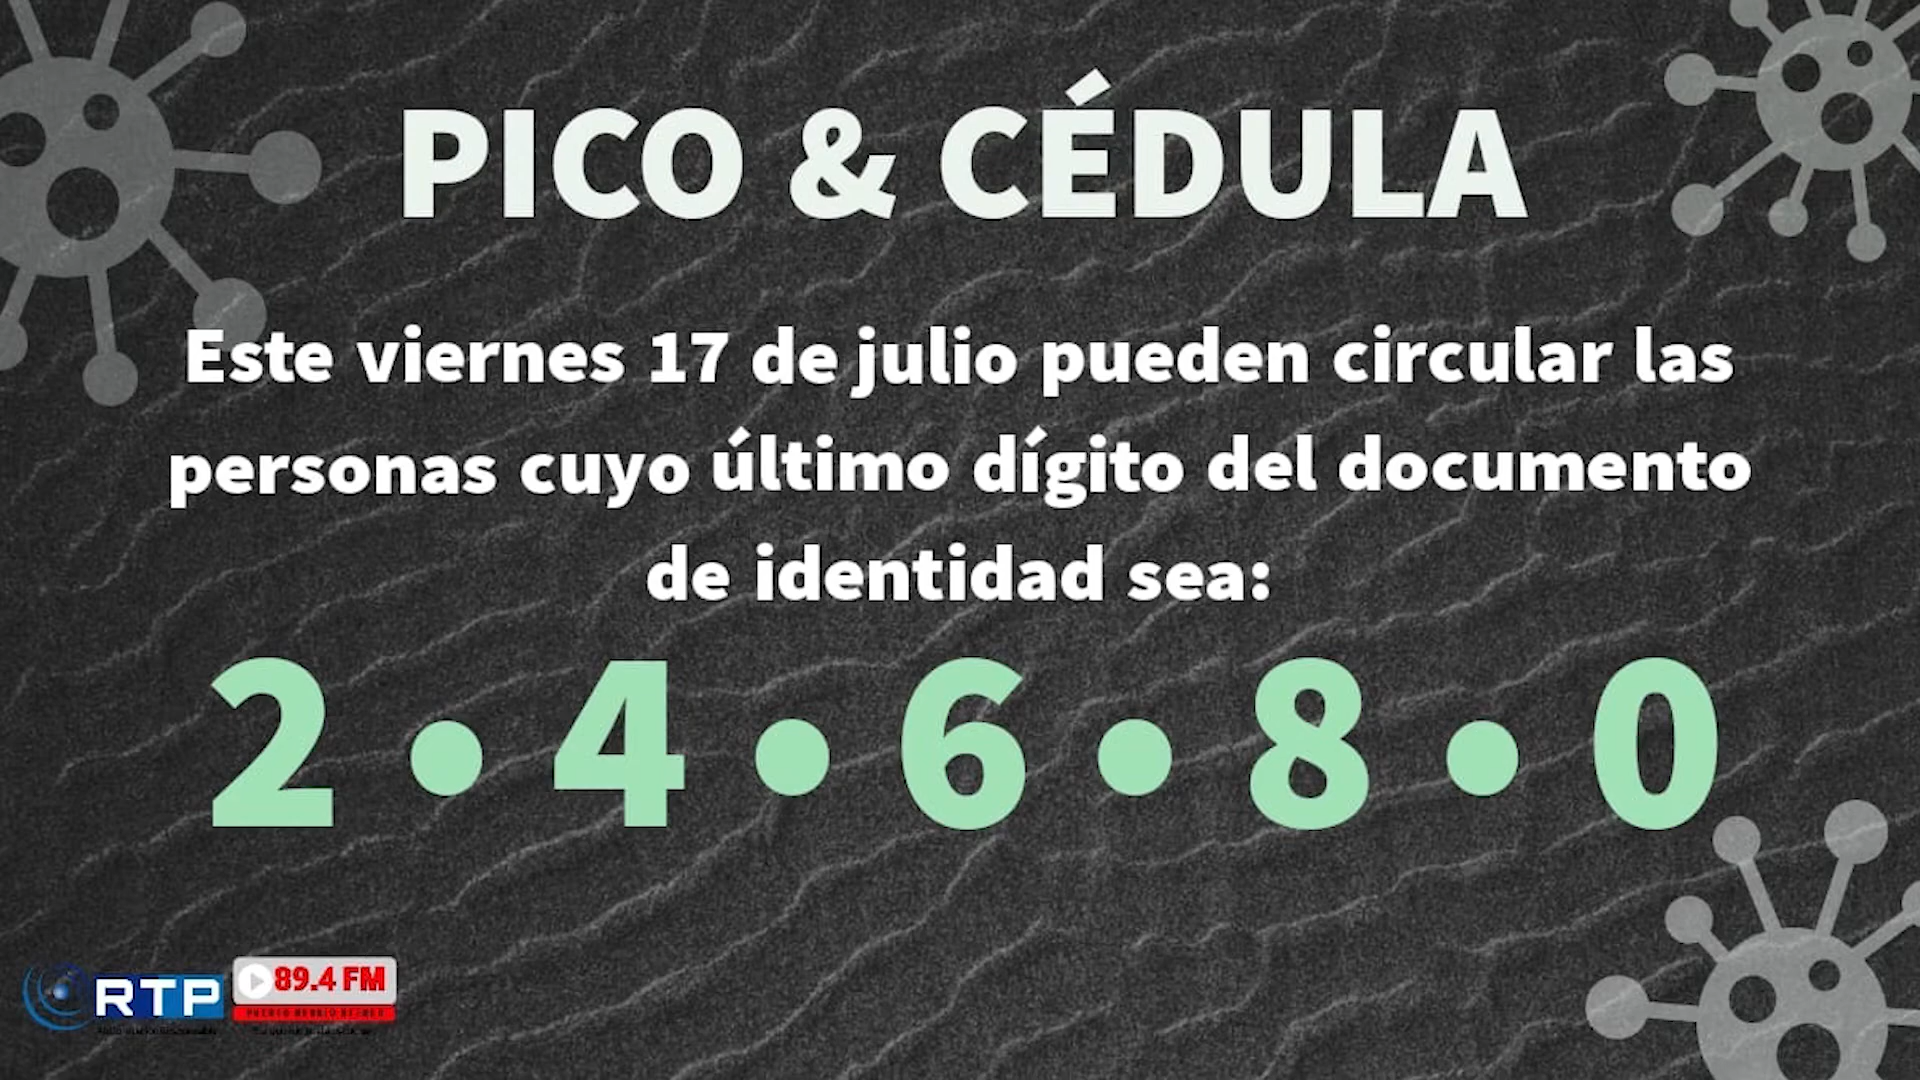 PICO & CÉDULA
Este viernes 17 de julio pueden circular las
personas cuyo último dígito del documento
de identidad sea:
2 • 4 • 6 • 8 • 0
RTP
89.4 FM